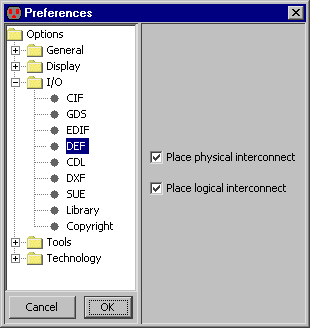 Preferences
Options
General
Display
I/O
CIF
GDS
EDIF
DEF
CDL
DXF
SUE
Library
Copyright
Tools
Technology
Place physical interconnect
Place logical interconnect
Cancel
OK